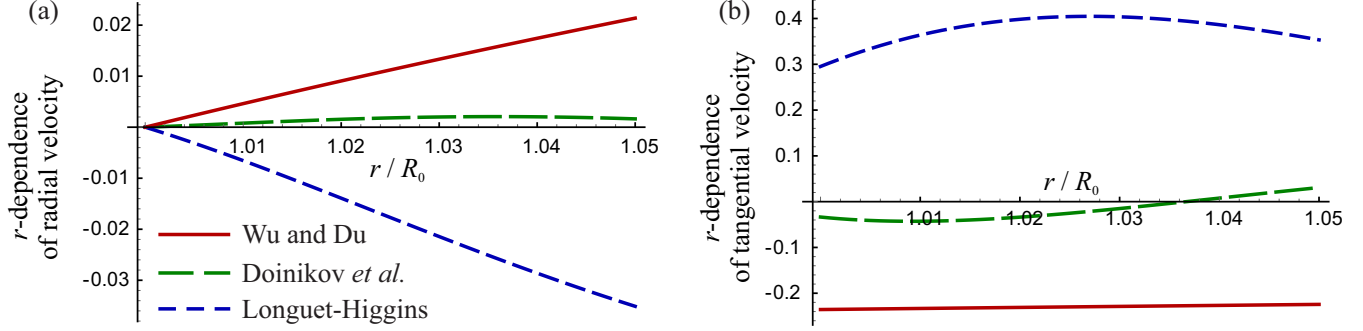 (a)
r-dependence
of radial velocity
0.02
0.01
-0.01
-0.02
-0.03
1.01
1.02
1.03
1.04
1.05
r / R₀
Wu and Du
Doinikov et al.
Longuet-Higgins
(b)
r-dependence
of tangential velocity
0.4
0.3
0.2
0.1
-0.1
-0.2
r / R₀
1.01
1.02
1.03
1.04
1.05